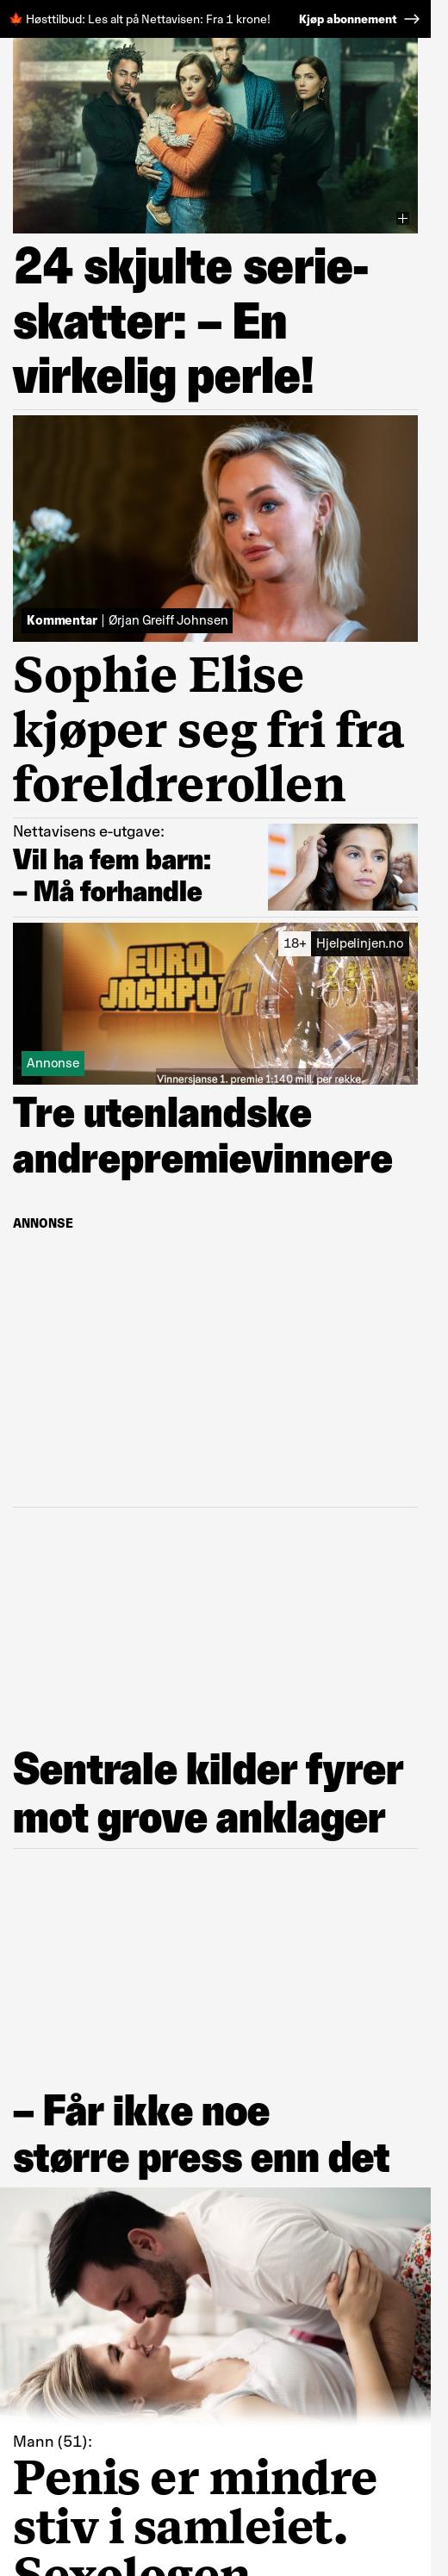 🍁 Høsttilbud: Les alt på Nettavisen: Fra 1 krone! Kjøp abonnement →
24 skjulte serie-
skatter: – En
virkelig perle!
Kommentar | Ørjan Greiff Johnsen
Sophie Elise
kjøper seg fri fra
foreldrerollen
Nettavisens e-utgave:
Vil ha fem barn:
– Må forhandle
18+ Hjelpelinjen.no
EURO
JACKPOT
Annonse
Vinnersjanse 1. premie 1:140 mill. per rekke.
Tre utenlandske
andrepremievinnere
ANNONSE
Sentrale kilder fyrer
mot grove anklager
– Får ikke noe
større press enn det
Mann (51):
Penis er mindre
stiv i samleiet.
Sexologen